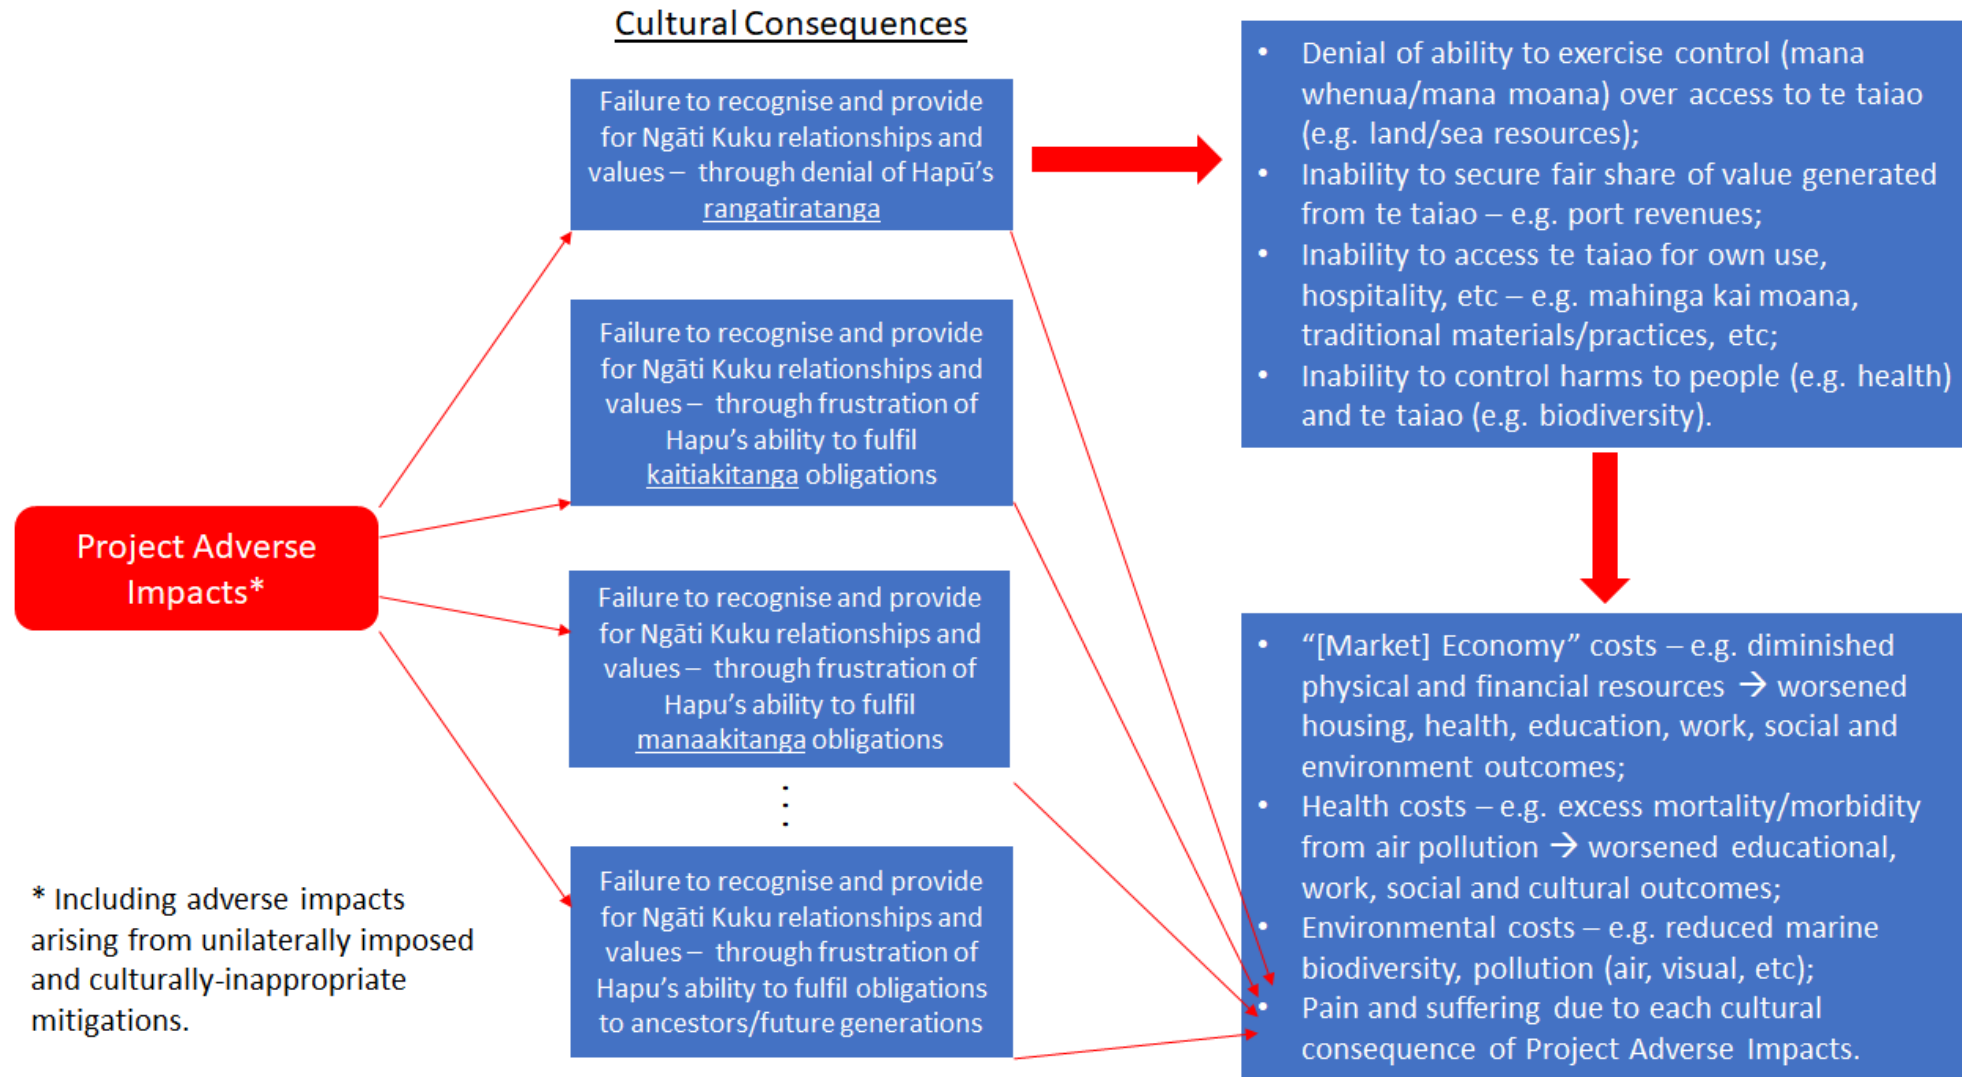 Cultural Consequences
Failure to recognise and provide
for Ngāti Kuku relationships and
values – through denial of Hapū's
rangatiratanga
Failure to recognise and provide
for Ngāti Kuku relationships and
values – through frustration of
Hapu's ability to fulfil
kaitiakitanga obligations
Failure to recognise and provide
for Ngāti Kuku relationships and
values – through frustration of
Hapu's ability to fulfil
manaakitanga obligations
⋮
Failure to recognise and provide
for Ngāti Kuku relationships and
values – through frustration of
Hapu's ability to fulfil obligations
to ancestors/future generations
Project Adverse
Impacts*
* Including adverse impacts
arising from unilaterally imposed
and culturally-inappropriate
mitigations.
• Denial of ability to exercise control (mana
whenua/mana moana) over access to te taiao
(e.g. land/sea resources);
• Inability to secure fair share of value generated
from te taiao – e.g. port revenues;
• Inability to access te taiao for own use,
hospitality, etc – e.g. mahinga kai moana,
traditional materials/practices, etc;
• Inability to control harms to people (e.g. health)
and te taiao (e.g. biodiversity).
• “[Market] Economy” costs – e.g. diminished
physical and financial resources → worsened
housing, health, education, work, social and
environment outcomes;
• Health costs – e.g. excess mortality/morbidity
from air pollution → worsened educational,
work, social and cultural outcomes;
• Environmental costs – e.g. reduced marine
biodiversity, pollution (air, visual, etc);
• Pain and suffering due to each cultural
consequence of Project Adverse Impacts.